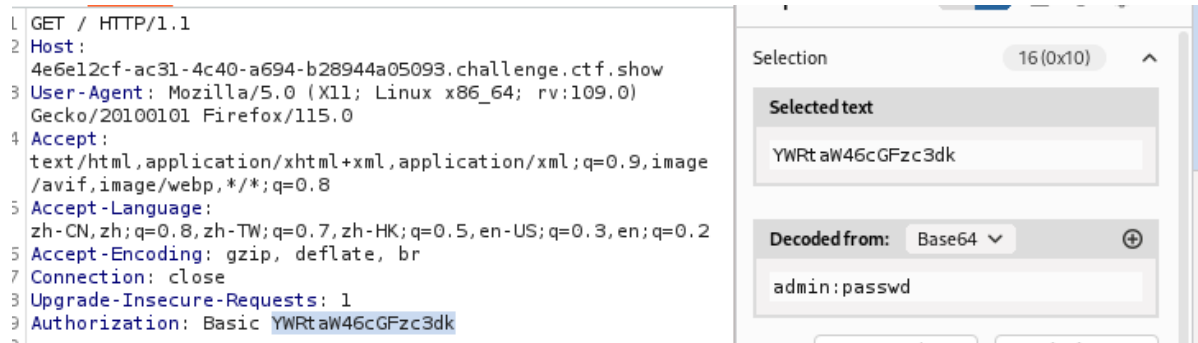 1 GET / HTTP/1.1
2 Host:
4e6e12cf-ac31-4c40-a694-b28944a05093.challenge.ctf.show
3 User-Agent: Mozilla/5.0 (X11; Linux x86_64; rv:109.0)
Gecko/20100101 Firefox/115.0
4 Accept:
text/html,application/xhtml+xml,application/xml;q=0.9,image
/avif,image/webp,*/*;q=0.8
5 Accept-Language:
zh-CN,zh;q=0.8,zh-TW;q=0.7,zh-HK;q=0.5,en-US;q=0.3,en;q=0.2
6 Accept-Encoding: gzip, deflate, br
7 Connection: close
8 Upgrade-Insecure-Requests: 1
9 Authorization: Basic YWRtaW46cGFzc3dk
Selection 16 (0x10)
Selected text
YWRtaW46cGFzc3dk
Decoded from: Base64
admin:passwd